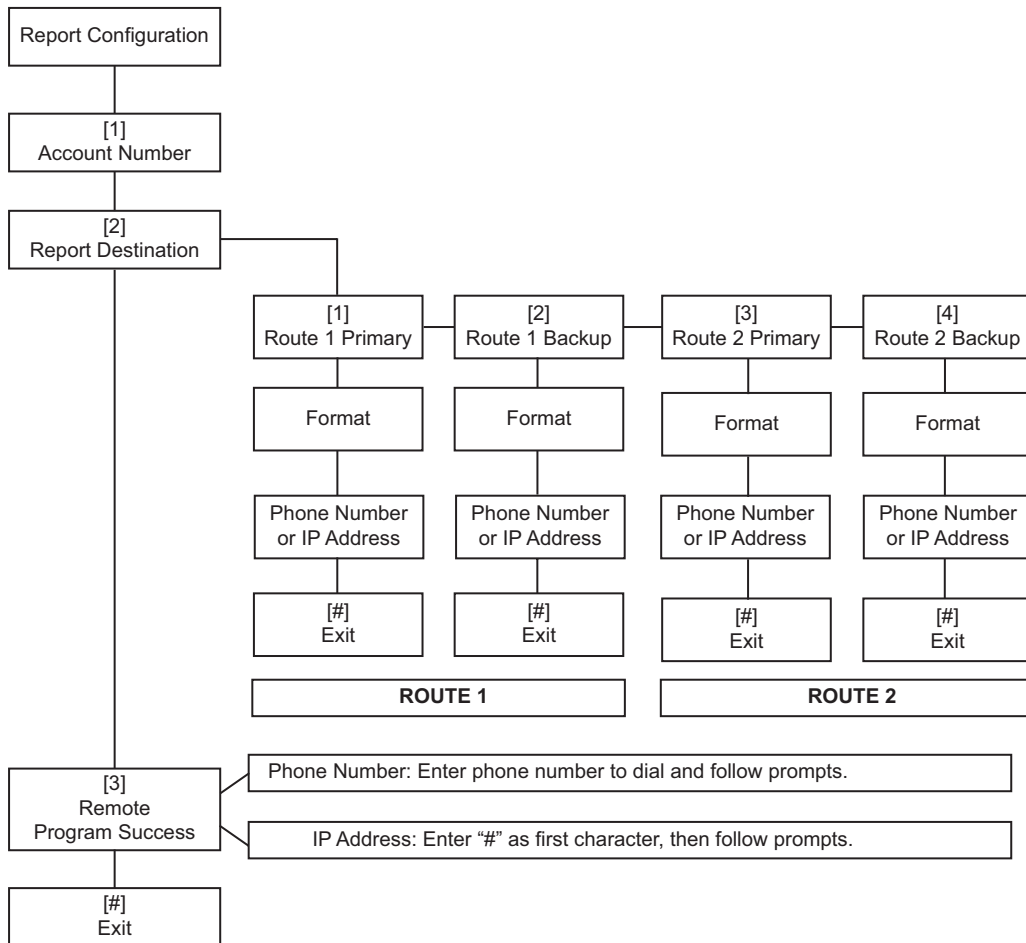 Report Configuration
[1]
Account Number
[2]
Report Destination
[1]
Route 1 Primary
[2]
Route 1 Backup
[3]
Route 2 Primary
[4]
Route 2 Backup
Format
Format
Format
Format
Phone Number
or IP Address
Phone Number
or IP Address
Phone Number
or IP Address
Phone Number
or IP Address
[#]
Exit
[#]
Exit
[#]
Exit
[#]
Exit
ROUTE 1
ROUTE 2
[3]
Remote
Program Success
Phone Number: Enter phone number to dial and follow prompts.
IP Address: Enter “#” as first character, then follow prompts.
[#]
Exit